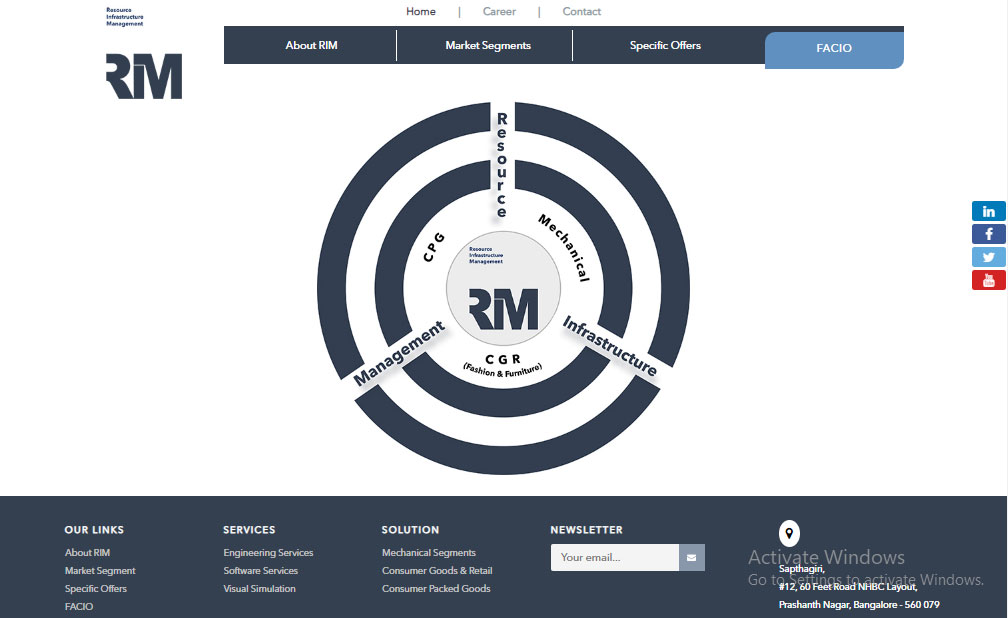 Resource
Infrastructure
Management
RIM
Home | Career | Contact
About RIM
Market Segments
Specific Offers
FACIO
Resource
CPG
Mechanical
Resource
Infrastructure
Management
RIM
Management
Infrastructure
CGR
(Fashion & Furniture)
in
f
You
Tube
OUR LINKS
About RIM
Market Segment
Specific Offers
FACIO
SERVICES
Engineering Services
Software Services
Visual Simulation
SOLUTION
Mechanical Segments
Consumer Goods & Retail
Consumer Packed Goods
NEWSLETTER
Your email...
Activate Windows
Go to Settings to activate Windows.
Sapthagiri,
#12, 60 Feet Road NHBC Layout,
Prashanth Nagar, Bangalore - 560 079